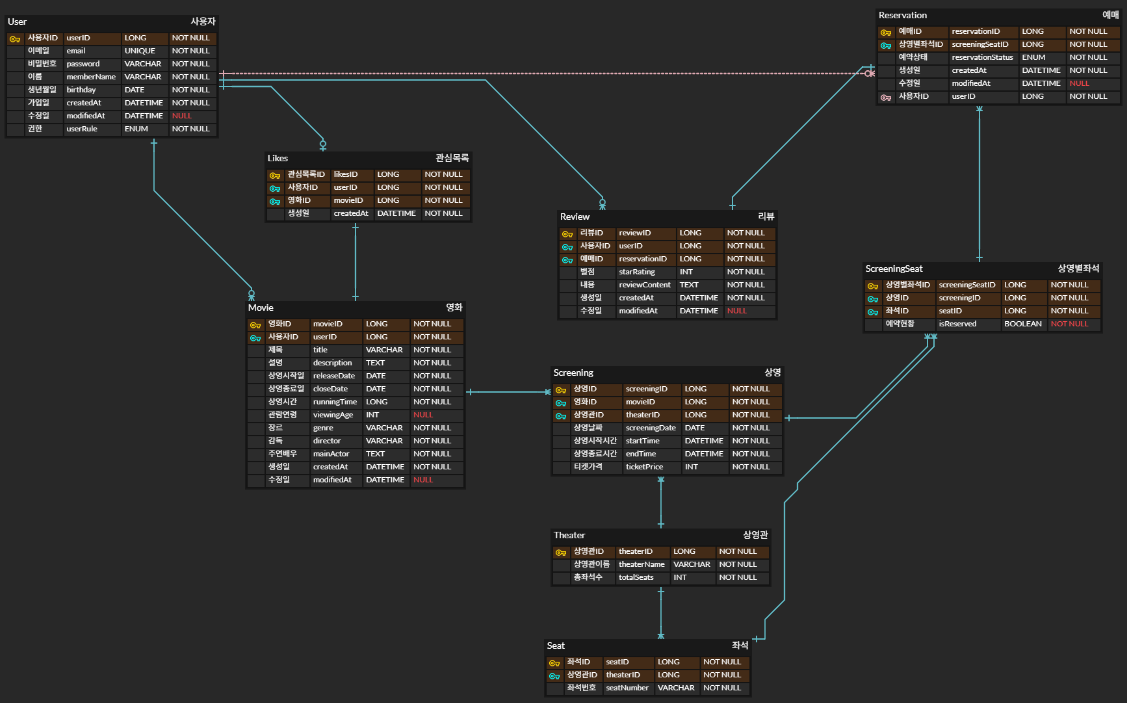 User 사용자
사용자ID userID LONG NOT NULL
이메일 email UNIQUE NOT NULL
비밀번호 password VARCHAR NOT NULL
이름 memberName VARCHAR NOT NULL
생년월일 birthday DATE NOT NULL
가입일 createdAt DATETIME NOT NULL
수정일 modifiedAt DATETIME NULL
권한 userRule ENUM NOT NULL
Reservation 예매
예매ID reservationID LONG NOT NULL
상영별좌석ID screeningSeatID LONG NOT NULL
예약상태 reservationStatus ENUM NOT NULL
생성일 createdAt DATETIME NOT NULL
수정일 modifiedAt DATETIME NULL
사용자ID userID LONG NOT NULL
Likes 관심목록
관심목록ID likesID LONG NOT NULL
사용자ID userID LONG NOT NULL
영화ID movieID LONG NOT NULL
생성일 createdAt DATETIME NOT NULL
Review 리뷰
리뷰ID reviewID LONG NOT NULL
사용자ID userID LONG NOT NULL
예매ID reservationID LONG NOT NULL
별점 starRating INT NOT NULL
내용 reviewContent TEXT NOT NULL
생성일 createdAt DATETIME NOT NULL
수정일 modifiedAt DATETIME NULL
ScreeningSeat 상영별좌석
상영별좌석ID screeningSeatID LONG NOT NULL
상영ID screeningID LONG NOT NULL
좌석ID seatID LONG NOT NULL
예약현황 isReserved BOOLEAN NOT NULL
Movie 영화
영화ID movieID LONG NOT NULL
사용자ID userID LONG NOT NULL
제목 title VARCHAR NOT NULL
설명 description TEXT NOT NULL
상영시작일 releaseDate DATE NOT NULL
상영종료일 closeDate DATE NOT NULL
상영시간 runningTime LONG NOT NULL
관람연령 viewingAge INT NULL
장르 genre VARCHAR NOT NULL
감독 director VARCHAR NOT NULL
주연배우 mainActor TEXT NOT NULL
생성일 createdAt DATETIME NOT NULL
수정일 modifiedAt DATETIME NULL
Screening 상영
상영ID screeningID LONG NOT NULL
영화ID movieID LONG NOT NULL
상영관ID theaterID LONG NOT NULL
상영날짜 screeningDate DATE NOT NULL
상영시작시간 startTime DATETIME NOT NULL
상영종료시간 endTime DATETIME NOT NULL
티켓가격 ticketPrice INT NOT NULL
Theater 상영관
상영관ID theaterID LONG NOT NULL
상영관이름 theaterName VARCHAR NOT NULL
총좌석수 totalSeats INT NOT NULL
Seat 좌석
좌석ID seatID LONG NOT NULL
상영관ID theaterID LONG NOT NULL
좌석번호 seatNumber VARCHAR NOT NULL